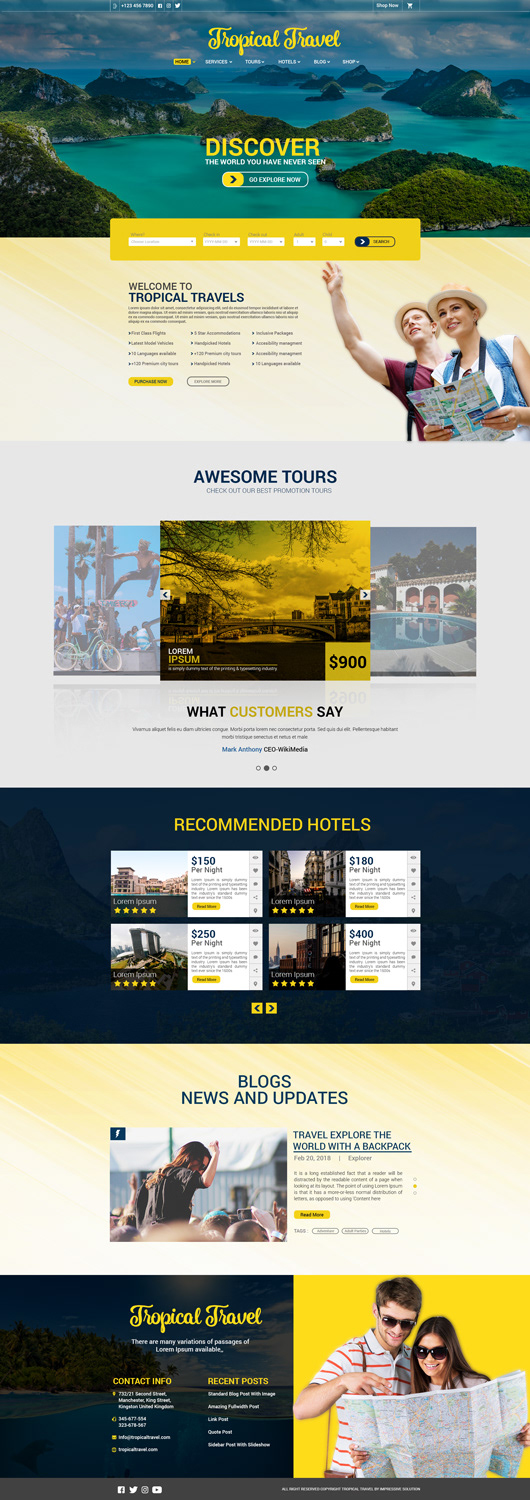 +123 456 7890
Shop Now
Tropical Travel
HOME
SERVICES
TOURS
HOTELS
BLOG
SHOP
DISCOVER
THE WORLD YOU HAVE NEVER SEEN
GO EXPLORE NOW
Where?
Check in
Check out
Adult
Child
SEARCH
WELCOME TO
TROPICAL TRAVELS
First Class Flights
5 Star Accommodations
Inclusive Packages
Latest Model Vehicles
Handpicked Hotels
Accesibility managment
10 Languages available
+120 Premium city tours
Accesibility managment
+120 Premium city tours
Handpicked Hotels
10 Languages available
PURCHASE NOW
EXPLORE MORE
AWESOME TOURS
CHECK OUT OUR BEST PROMOTION TOURS
LOREM
IPSUM
is simply dummy text of the printing & typesetting industry
$900
WHAT CUSTOMERS SAY
Vivamus aliquet felis eu diam ultricies congue. Morbi porta lorem nec consectetur porta. Sed quis dui elit. Pellentesque habitant
morbi tristique senectus et netus et male.
Mark Anthony CEO-WikiMedia
RECOMMENDED HOTELS
Lorem Ipsum
$150
Per Night
Lorem Ipsum is simply dummy
text of the printing and typesetting
industry. Lorem Ipsum has been
the industry's standard dummy
text ever since the 1500s
Read More
Lorem Ipsum
$180
Per Night
Lorem Ipsum is simply dummy
text of the printing and typesetting
industry. Lorem Ipsum has been
the industry's standard dummy
text ever since the 1500s
Read More
Lorem Ipsum
$250
Per Night
Lorem Ipsum is simply dummy
text of the printing and typesetting
industry. Lorem Ipsum has been
the industry's standard dummy
text ever since the 1500s
Read More
Lorem Ipsum
$400
Per Night
Lorem Ipsum is simply dummy
text of the printing and typesetting
industry. Lorem Ipsum has been
the industry's standard dummy
text ever since the 1500s
Read More
BLOGS
NEWS AND UPDATES
TRAVEL EXPLORE THE
WORLD WITH A BACKPACK
Feb 20, 2018 | Explorer
It is a long established fact that a reader will be
distracted by the readable content of a page when
looking at its layout. The point of using Lorem Ipsum
is that it has a more-or-less normal distribution of
letters, as opposed to using 'Content here
Read More
TAGS :
Tropical Travel
There are many variations of passages of
Lorem Ipsum available,,
CONTACT INFO
732/21 Second Street,
Manchester, King Street,
Kingston United Kingdom
345-677-554
323-678-567
info@tropicaltravel.com
tropicaltravel.com
RECENT POSTS
Standard Blog Post With Image
Amazing Fullwidth Post
Link Post
Quote Post
Sidebar Post With Slideshow
ALL RIGHT RESERVED COPYRIGHT TROPICAL TRAVEL BY IMPRESSIVE SOLUTION